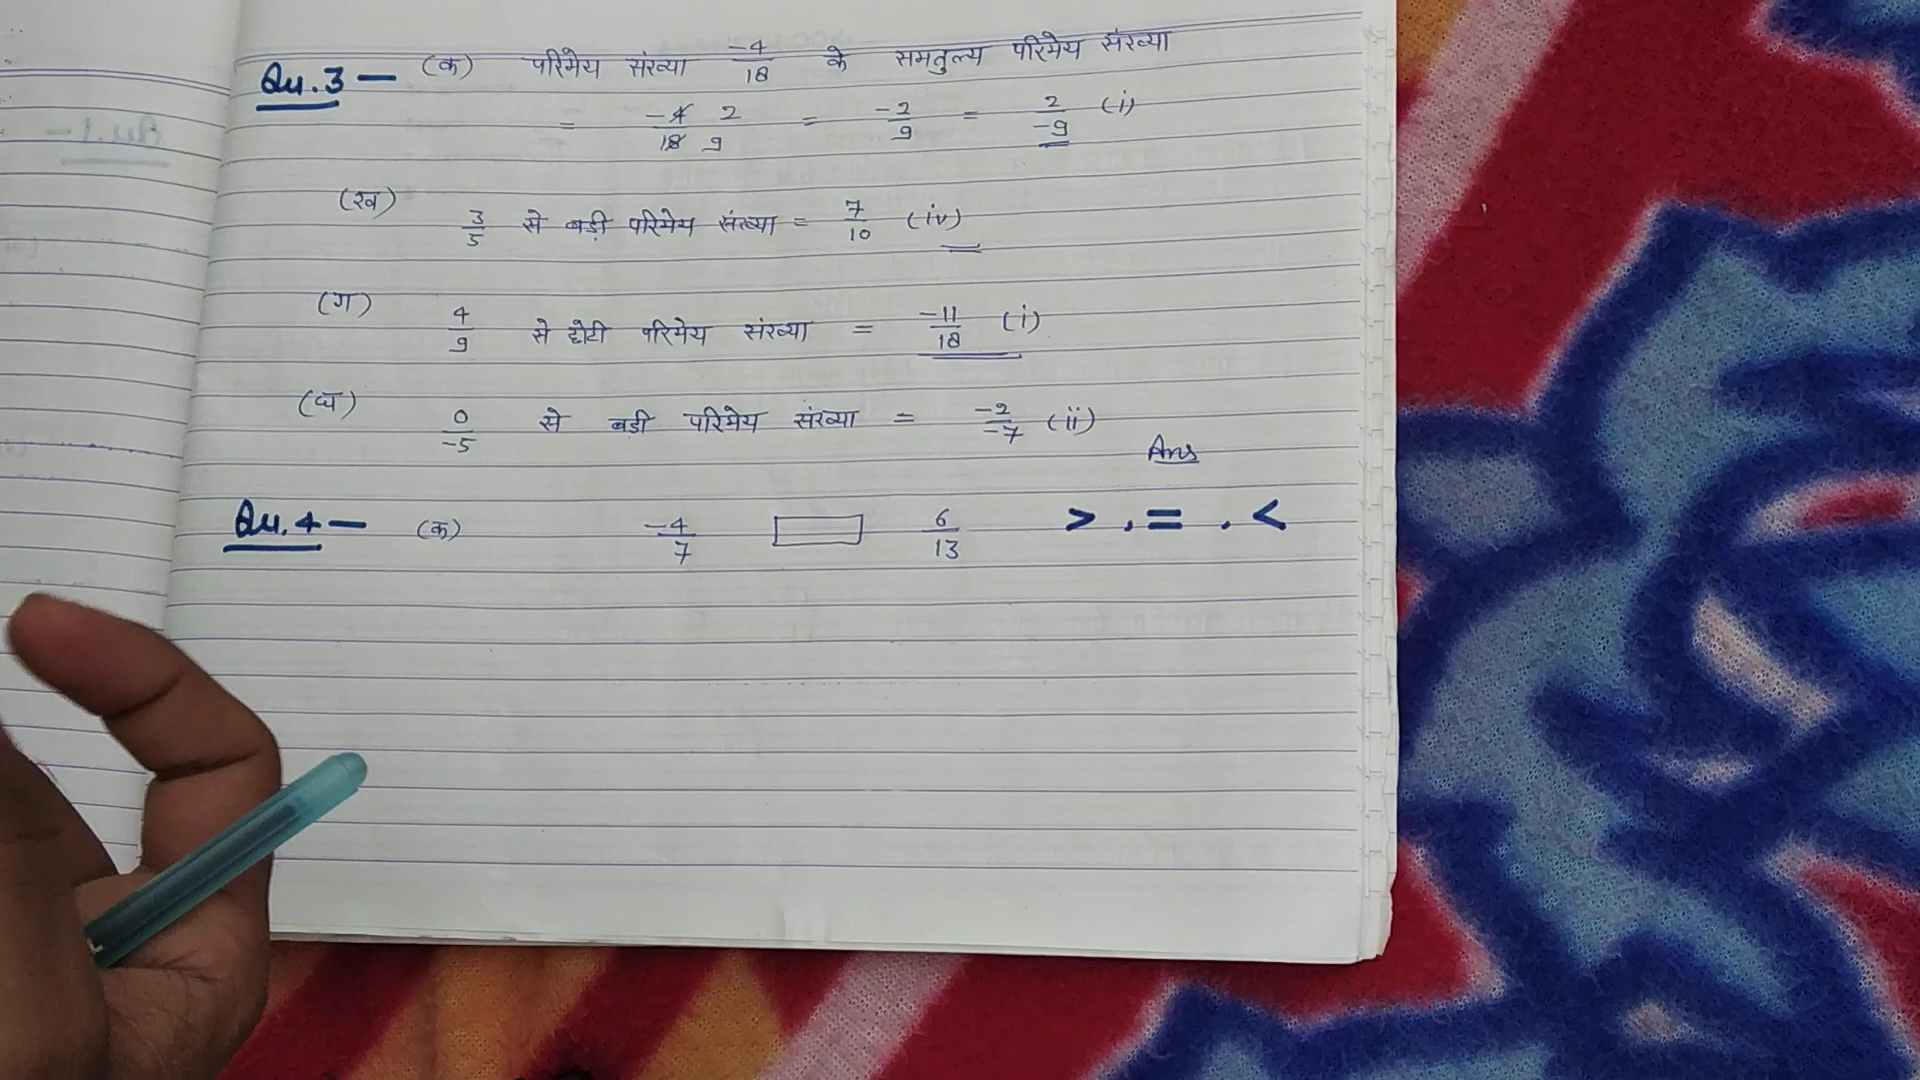 Qu.3 — (क) परिमेय संख्या -4/18 के समतुल्य परिमेय संख्या
= -4/18 2/9 = -2/9 = 2/-9 (i)
(ख) 3/5 से बड़ी परिमेय संख्या = 7/10 (iv)
(ग) 4/9 से छोटी परिमेय संख्या = -11/18 (i)
(घ) 0/-5 से बड़ी परिमेय संख्या = -2/-7 (ii)
Ans
Qu.4 — (क) -4/7 6/13 > , = , <